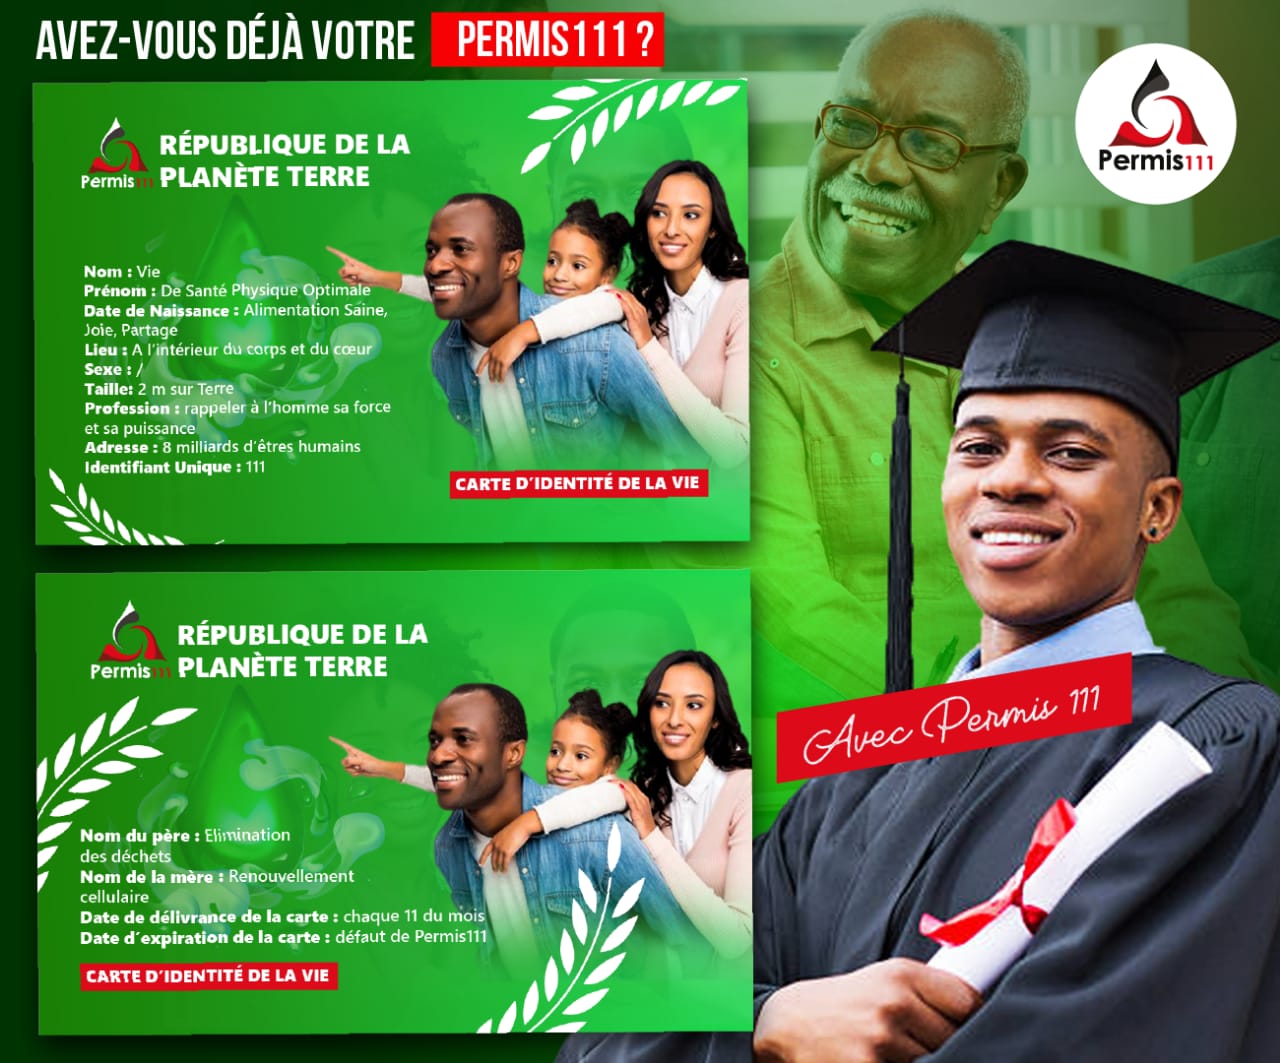 AVEZ-VOUS DÉJÀ VOTRE PERMIS111 ?
Permis111
RÉPUBLIQUE DE LA
PLANÈTE TERRE
Permis111
Nom : Vie
Prénom : De Santé Physique Optimale
Date de Naissance : Alimentation Saine,
Joie, Partage
Lieu : A l'intérieur du corps et du cœur
Sexe : /
Taille: 2 m sur Terre
Profession : rappeler à l'homme sa force
et sa puissance
Adresse : 8 milliards d'êtres humains
Identifiant Unique : 111
CARTE D'IDENTITÉ DE LA VIE
RÉPUBLIQUE DE LA
PLANÈTE TERRE
Permis111
Avec Permis 111
Nom du père : Elimination
des déchets
Nom de la mère : Renouvellement
cellulaire
Date de délivrance de la carte : chaque 11 du mois
Date d'expiration de la carte : défaut de Permis111
CARTE D'IDENTITÉ DE LA VIE